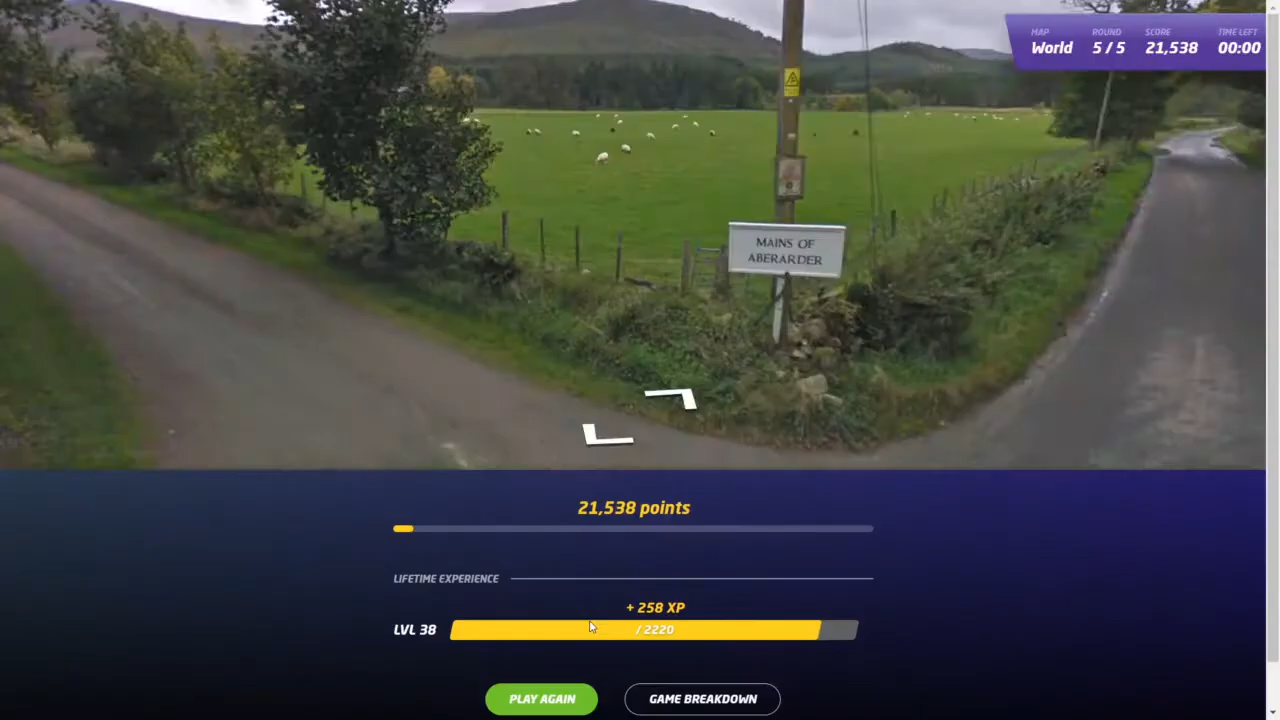 MAP
World
ROUND
5 / 5
SCORE
21,538
TIME LEFT
00:00
MAINS OF
ABERARDER
21,538 points
LIFETIME EXPERIENCE
+ 258 XP
LVL 38
/ 2220
PLAY AGAIN
GAME BREAKDOWN